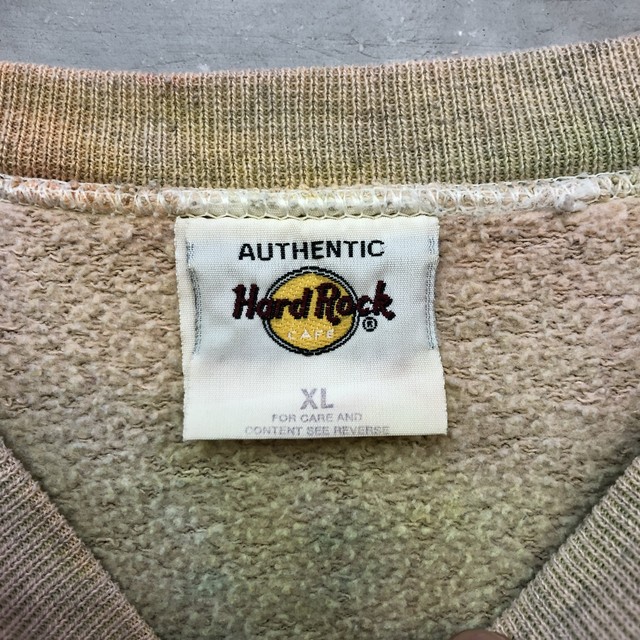 AUTHENTIC
Hard Rock
CAFE
®
XL
FOR CARE AND
CONTENT SEE REVERSE